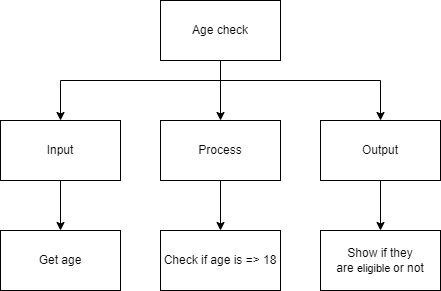 Age check
Input
Process
Output
Get age
Check if age is => 18
Show if they
are eligible or not